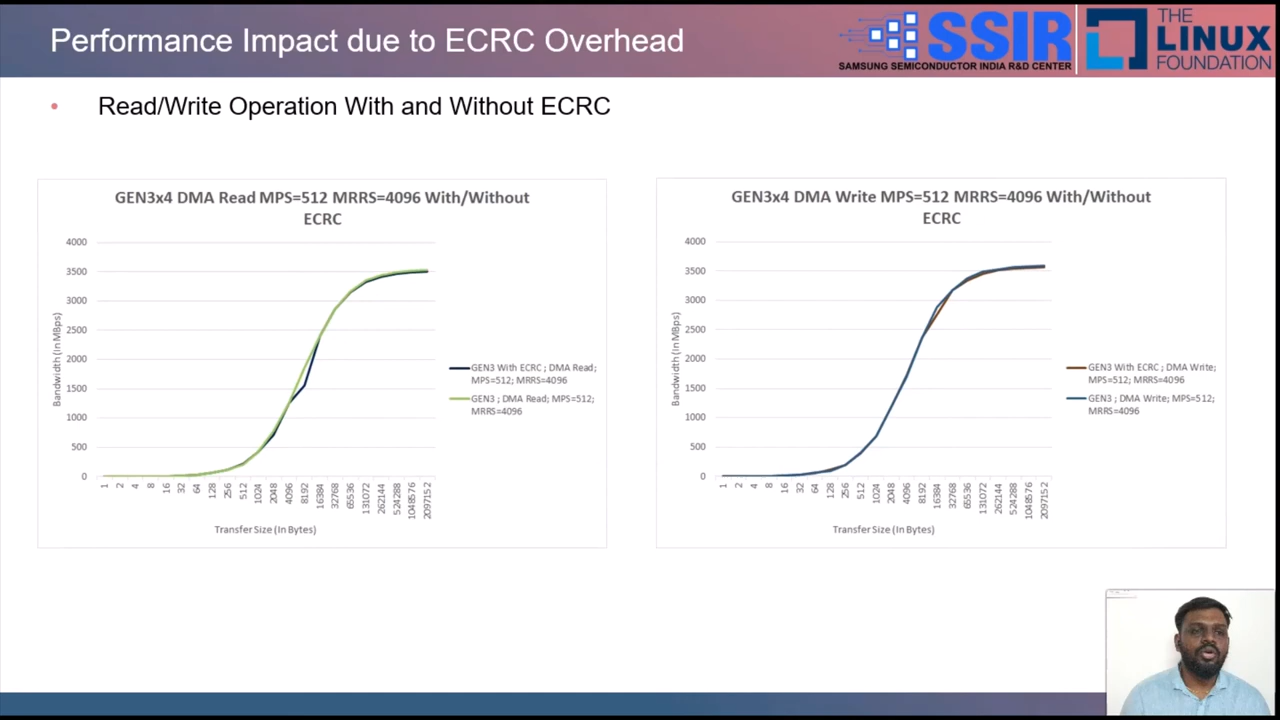 Performance Impact due to ECRC Overhead
SSIR
SAMSUNG SEMICONDUCTOR INDIA R&D CENTER
THE
LINUX
FOUNDATION
• Read/Write Operation With and Without ECRC
GEN3x4 DMA Read MPS=512 MRRS=4096 With/Without
ECRC
4000
3500
3000
2500
2000
1500
1000
500
0
Bandwidth (In MBps)
1
2
4
8
16
32
64
128
256
512
1024
2048
4096
8192
16384
32768
65536
131072
262144
524288
1048576
2097152
Transfer Size (In Bytes)
GEN3 With ECRC ; DMA Read;
MPS=512; MRRS=4096
GEN3 ; DMA Read; MPS=512;
MRRS=4096
GEN3x4 DMA Write MPS=512 MRRS=4096 With/Without
ECRC
4000
3500
3000
2500
2000
1500
1000
500
0
Bandwidth (In MBps)
1
2
4
8
16
32
64
128
256
512
1024
2048
4096
8192
16384
32768
65536
131072
262144
524288
1048576
2097152
Transfer Size (In Bytes)
GEN3 With ECRC ; DMA Write;
MPS=512; MRRS=4096
GEN3 ; DMA Write; MPS=512;
MRRS=4096